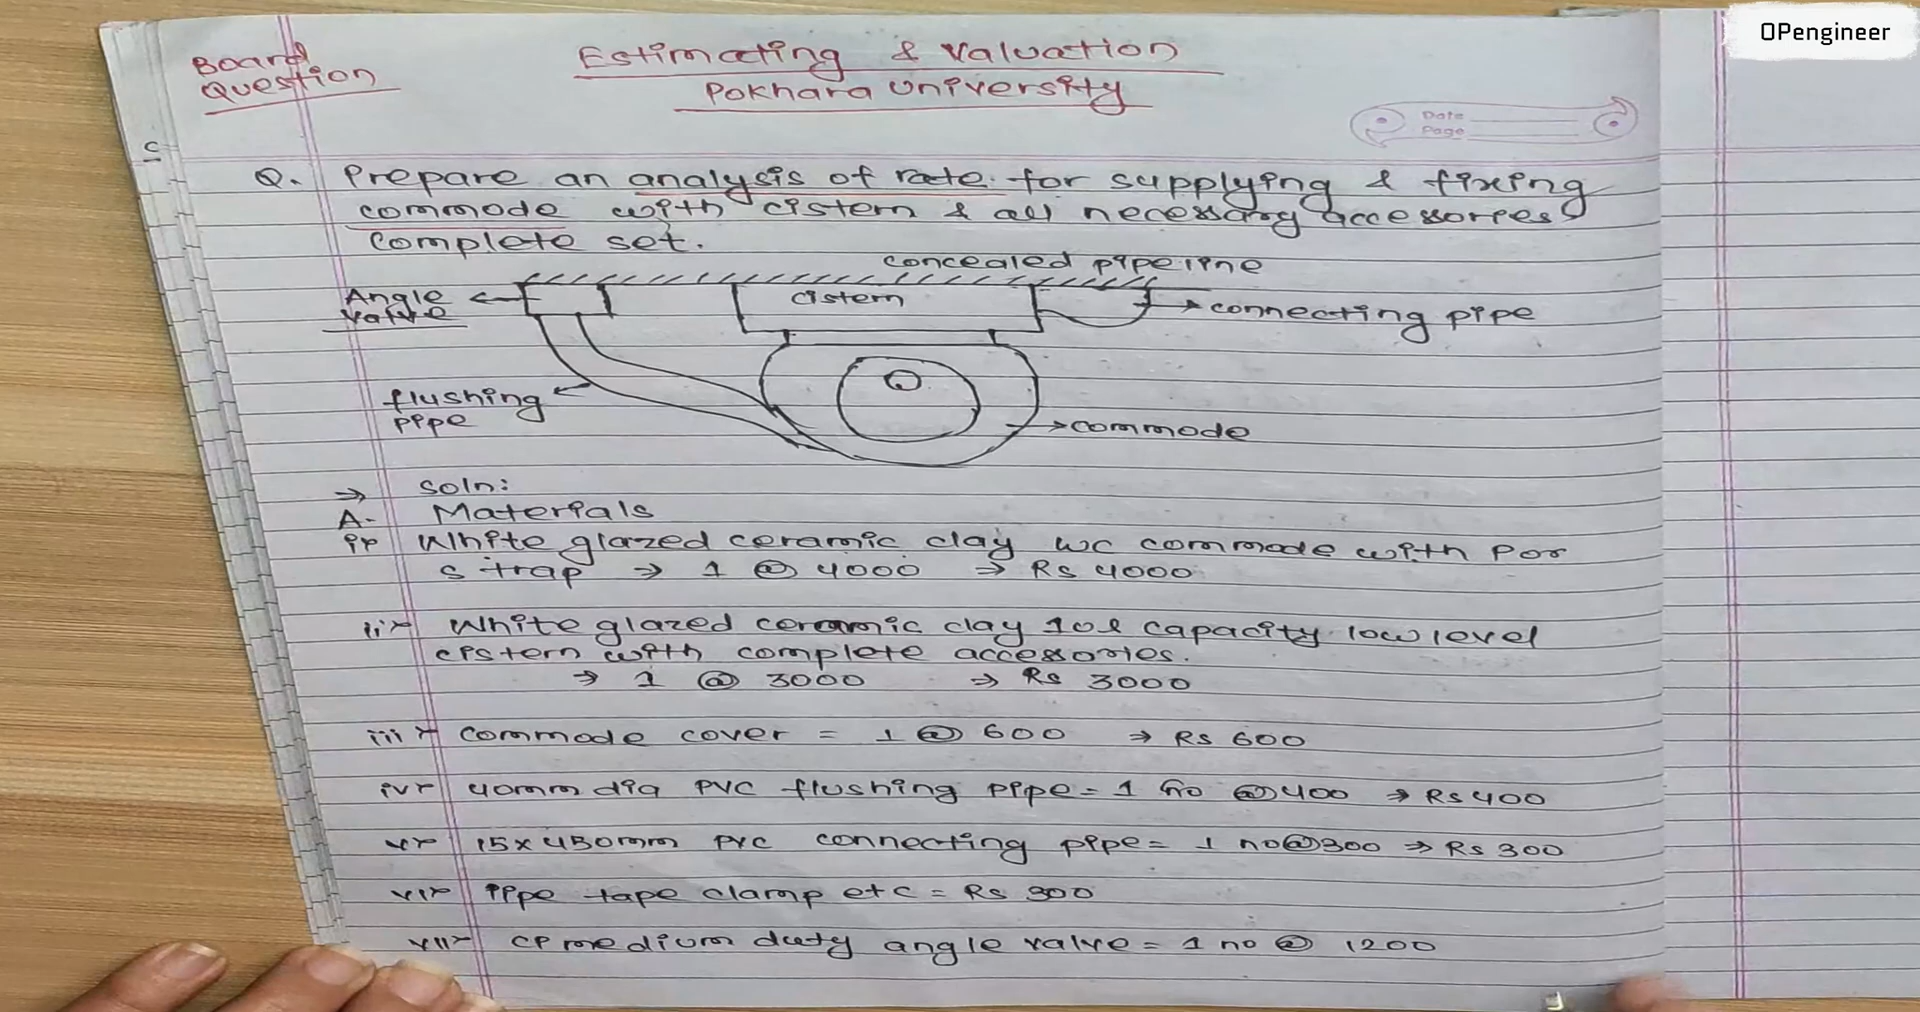 OPengineer
Board
Question
Estimating & Valuation
Pokhara University
Date
Page
Q. Prepare an analysis of rate for supplying & fixing
commode with cistern & all necessary accessories
complete set.
concealed pipeline
Angle
valve
cistern
connecting pipe
flushing
pipe
commode
Soln:
A- Materials
i> White glazed ceramic clay wc commode with P or
S trap → 1 @ 4000 → Rs 4000
ii> White glazed ceramic clay 10l capacity low level
cistern with complete accessories.
→ 1 @ 3000 → Rs 3000
iii> commode cover = 1 @ 600 → Rs 600
iv> 40mm dia PVC flushing pipe = 1 no @ 400 → Rs 400
v> 15x450mm PVC connecting pipe = 1 no @ 300 → Rs 300
vi> Pipe tape clamp etc = Rs 300
vii> CP medium duty angle valve = 1 no @ 1200